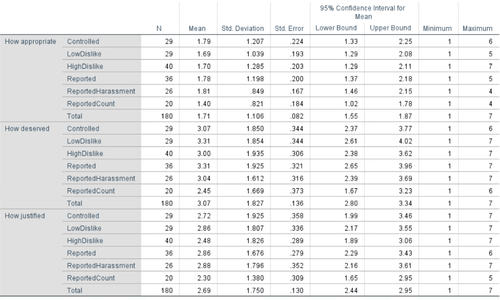 95% Confidence Interval for
Mean
N Mean Std. Deviation Std. Error Lower Bound Upper Bound Minimum Maximum
How appropriate Controlled 29 1.79 1.207 .224 1.33 2.25 1 6
LowDislike 29 1.69 1.039 .193 1.29 2.08 1 5
HighDislike 40 1.70 1.285 .203 1.29 2.11 1 7
Reported 36 1.78 1.198 .200 1.37 2.18 1 5
ReportedHarassment 26 1.81 .849 .167 1.46 2.15 1 4
ReportedCount 20 1.40 .821 .184 1.02 1.78 1 4
Total 180 1.71 1.106 .082 1.55 1.87 1 7
How deserved Controlled 29 3.07 1.850 .344 2.37 3.77 1 6
LowDislike 29 3.31 1.854 .344 2.61 4.02 1 7
HighDislike 40 3.00 1.935 .306 2.38 3.62 1 7
Reported 36 3.31 1.925 .321 2.65 3.96 1 7
ReportedHarassment 26 3.04 1.612 .316 2.39 3.69 1 7
ReportedCount 20 2.45 1.669 .373 1.67 3.23 1 6
Total 180 3.07 1.827 .136 2.80 3.34 1 7
How justified Controlled 29 2.72 1.925 .358 1.99 3.46 1 7
LowDislike 29 2.86 1.807 .336 2.17 3.55 1 7
HighDislike 40 2.48 1.826 .289 1.89 3.06 1 7
Reported 36 2.86 1.676 .279 2.29 3.43 1 6
ReportedHarassment 26 2.88 1.796 .352 2.16 3.61 1 7
ReportedCount 20 2.30 1.380 .309 1.65 2.95 1 5
Total 180 2.69 1.750 .130 2.44 2.95 1 7